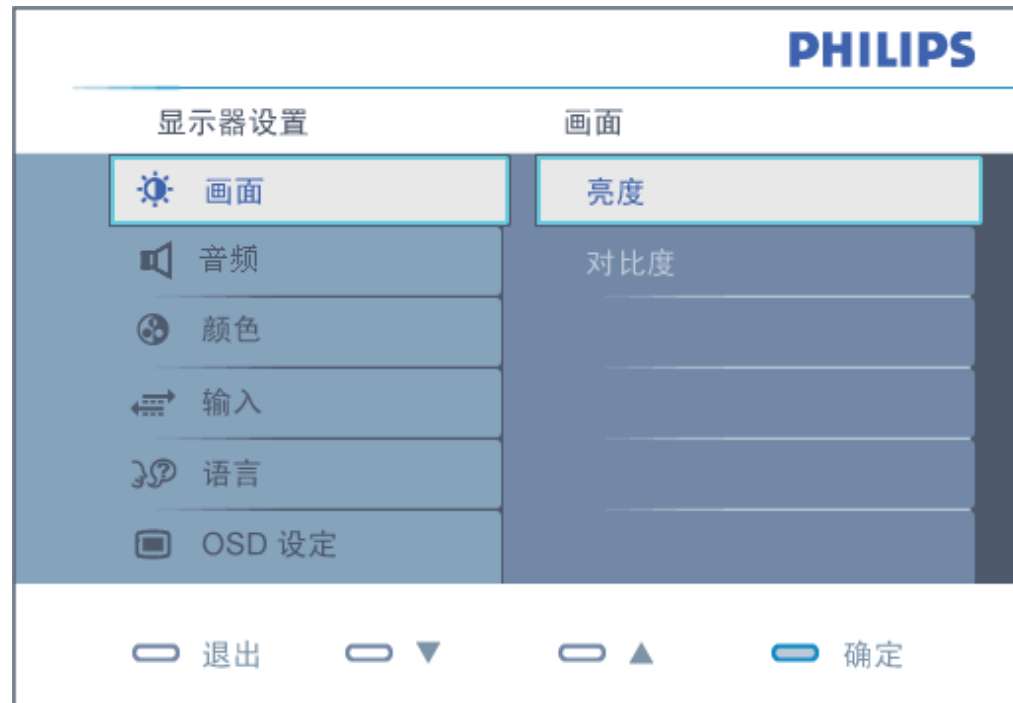 PHILIPS
显示器设置 画面
画面 亮度
音频 对比度
颜色
输入
语言
OSD 设定
退出 ▼ ▲ 确定